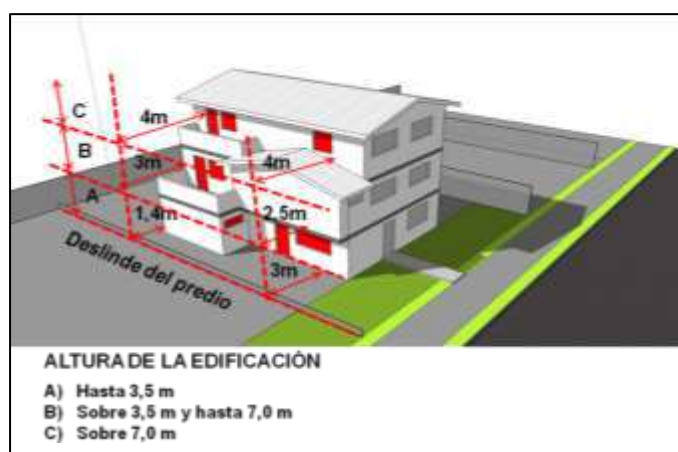 C
4m
B
3m
4m
A
1,4m
2,5m
3m
Deslinde del predio
ALTURA DE LA EDIFICACIÓN
A) Hasta 3,5 m
B) Sobre 3,5 m y hasta 7,0 m
C) Sobre 7,0 m